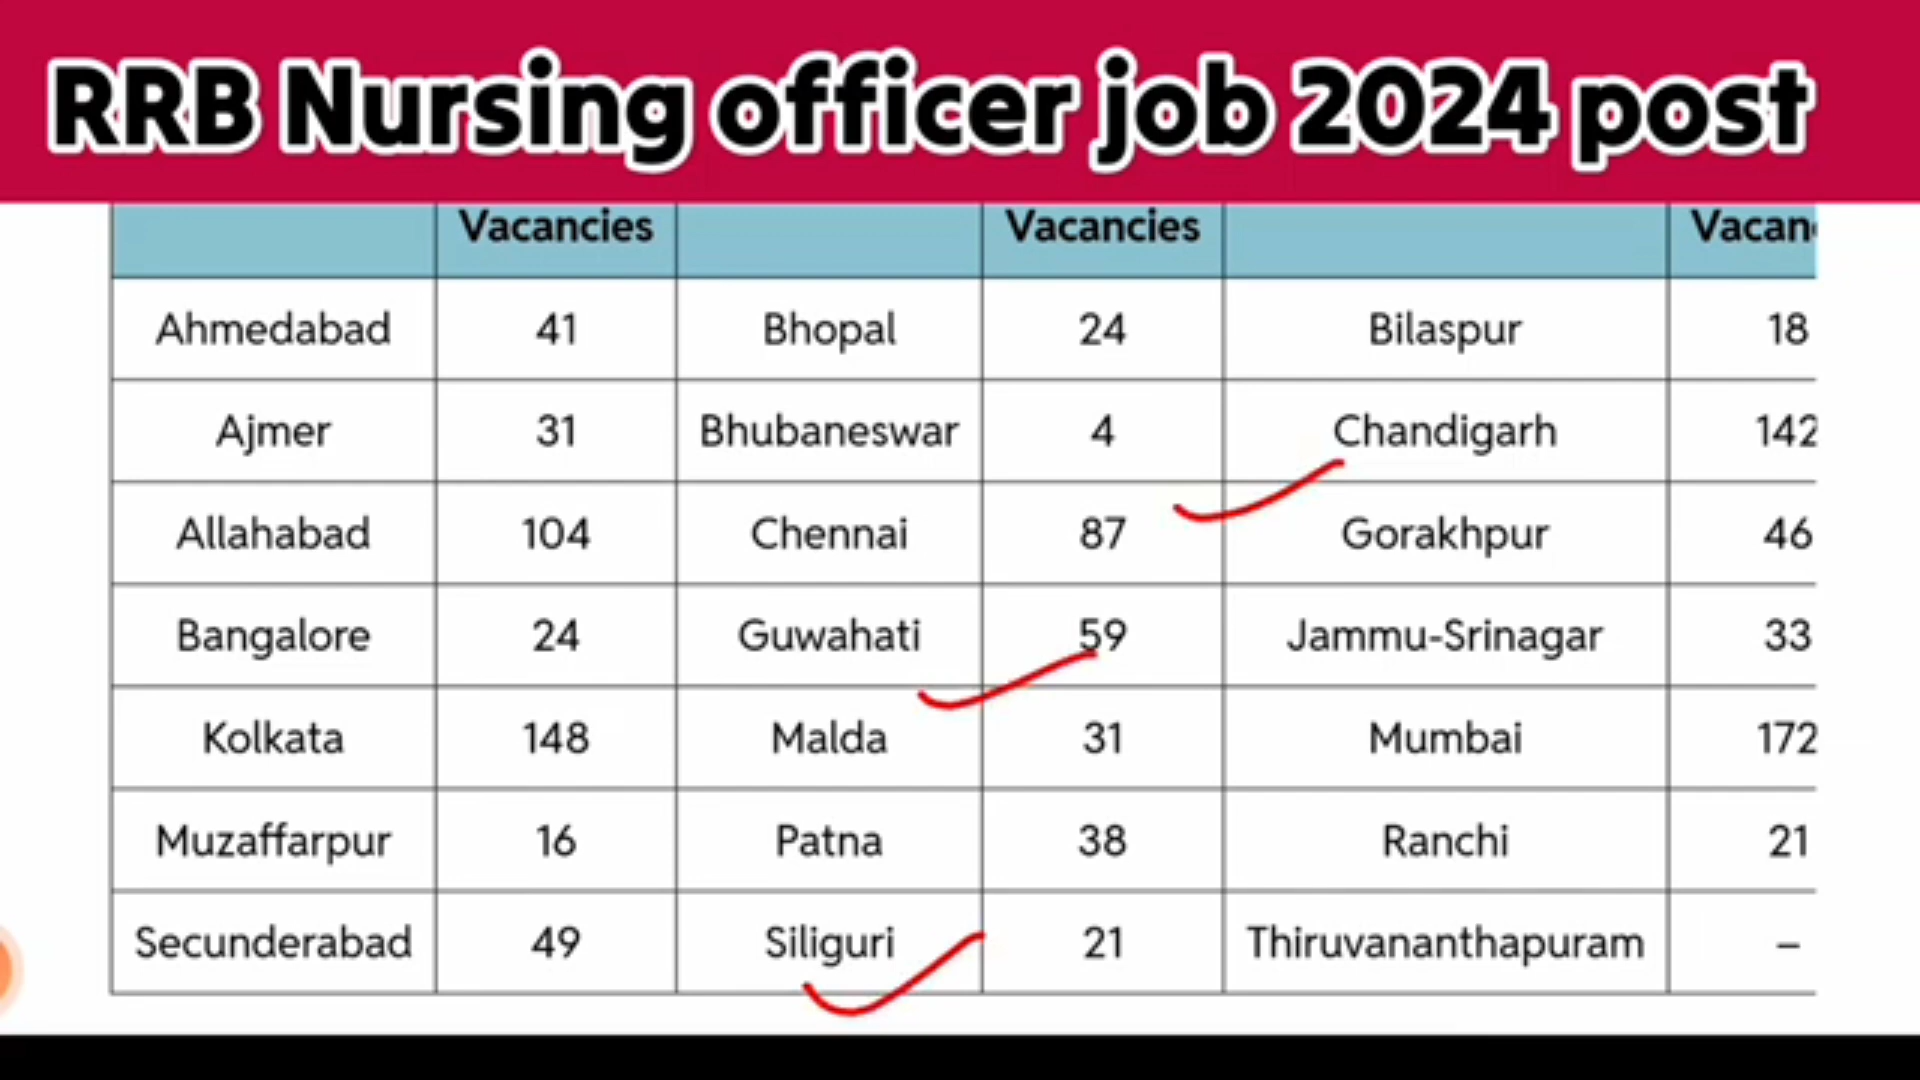 RRB Nursing officer job 2024 post
Vacancies Vacancies
Ahmedabad 41 Bhopal 24 Bilaspur 18
Ajmer 31 Bhubaneswar 4 Chandigarh 142
Allahabad 104 Chennai 87 Gorakhpur 46
Bangalore 24 Guwahati 59 Jammu-Srinagar 33
Kolkata 148 Malda 31 Mumbai 172
Muzaffarpur 16 Patna 38 Ranchi 21
Secunderabad 49 Siliguri 21 Thiruvananthapuram –